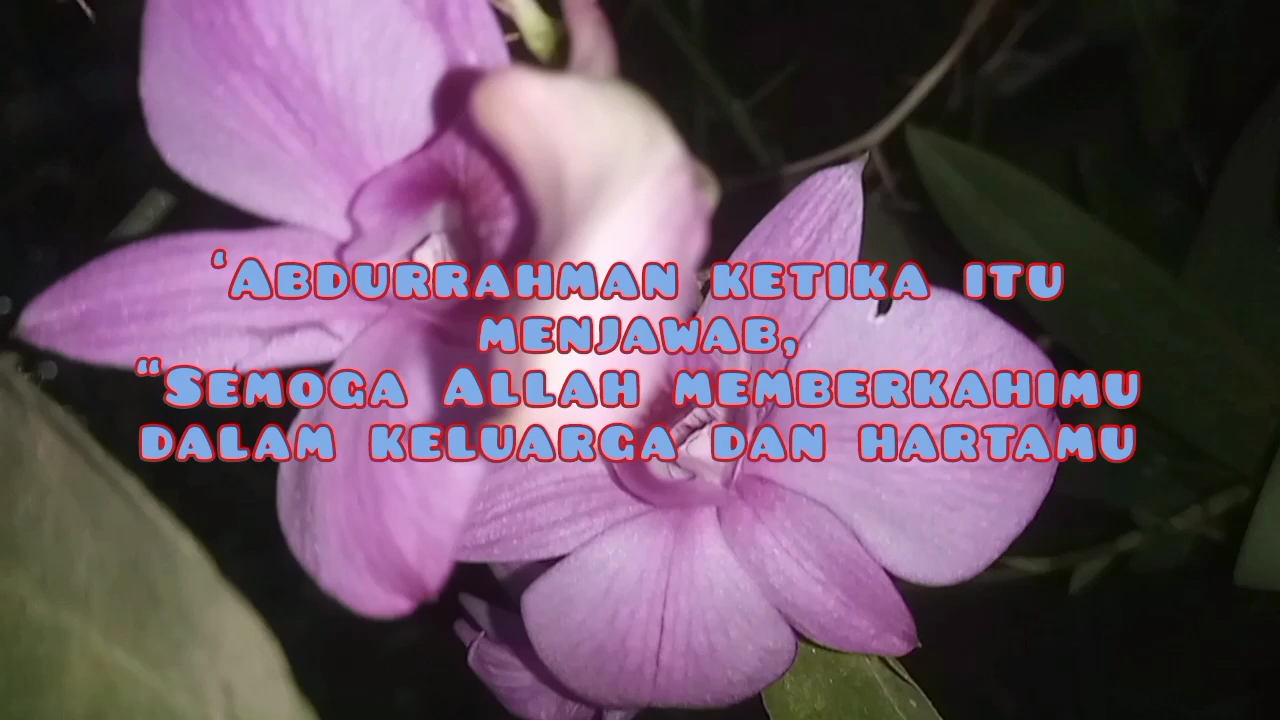 ‘Abdurrahman ketika itu
menjawab,
“Semoga Allah memberkahimu
dalam keluarga dan hartamu